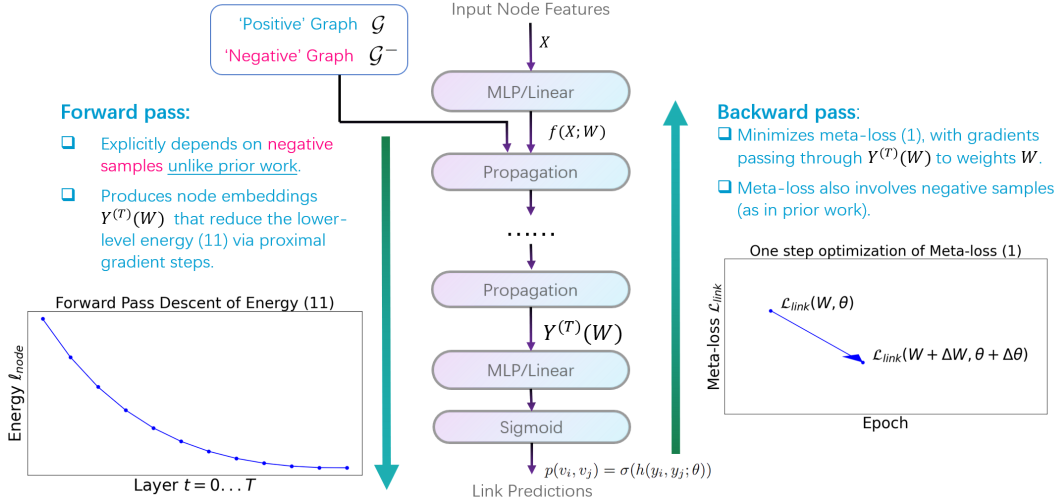 Input Node Features
'Positive' Graph 𝒢
'Negative' Graph 𝒢⁻
X
MLP/Linear
f(X;W)
Propagation
……
Propagation
Y^(T)(W)
MLP/Linear
Sigmoid
p(v_i, v_j) = σ(h(y_i, y_j; θ))
Link Predictions
Forward pass:
Explicitly depends on negative
samples unlike prior work.
Produces node embeddings
Y^(T)(W) that reduce the lower-
level energy (11) via proximal
gradient steps.
Forward Pass Descent of Energy (11)
Energy ℓ_node
Layer t = 0...T
Backward pass:
Minimizes meta-loss (1), with gradients
passing through Y^(T)(W) to weights W.
Meta-loss also involves negative samples
(as in prior work).
One step optimization of Meta-loss (1)
Meta-loss ℒ_link
ℒ_link(W, θ)
ℒ_link(W + ΔW, θ + Δθ)
Epoch